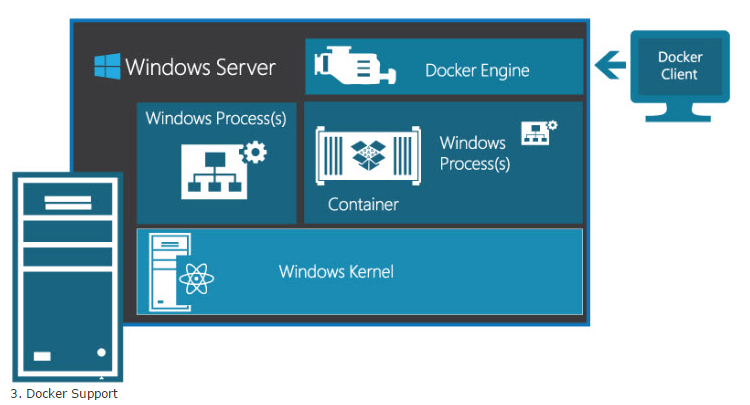 Windows Server
Docker Engine
Docker
Client
Windows Process(s)
Windows
Process(s)
Container
Windows Kernel
3. Docker Support